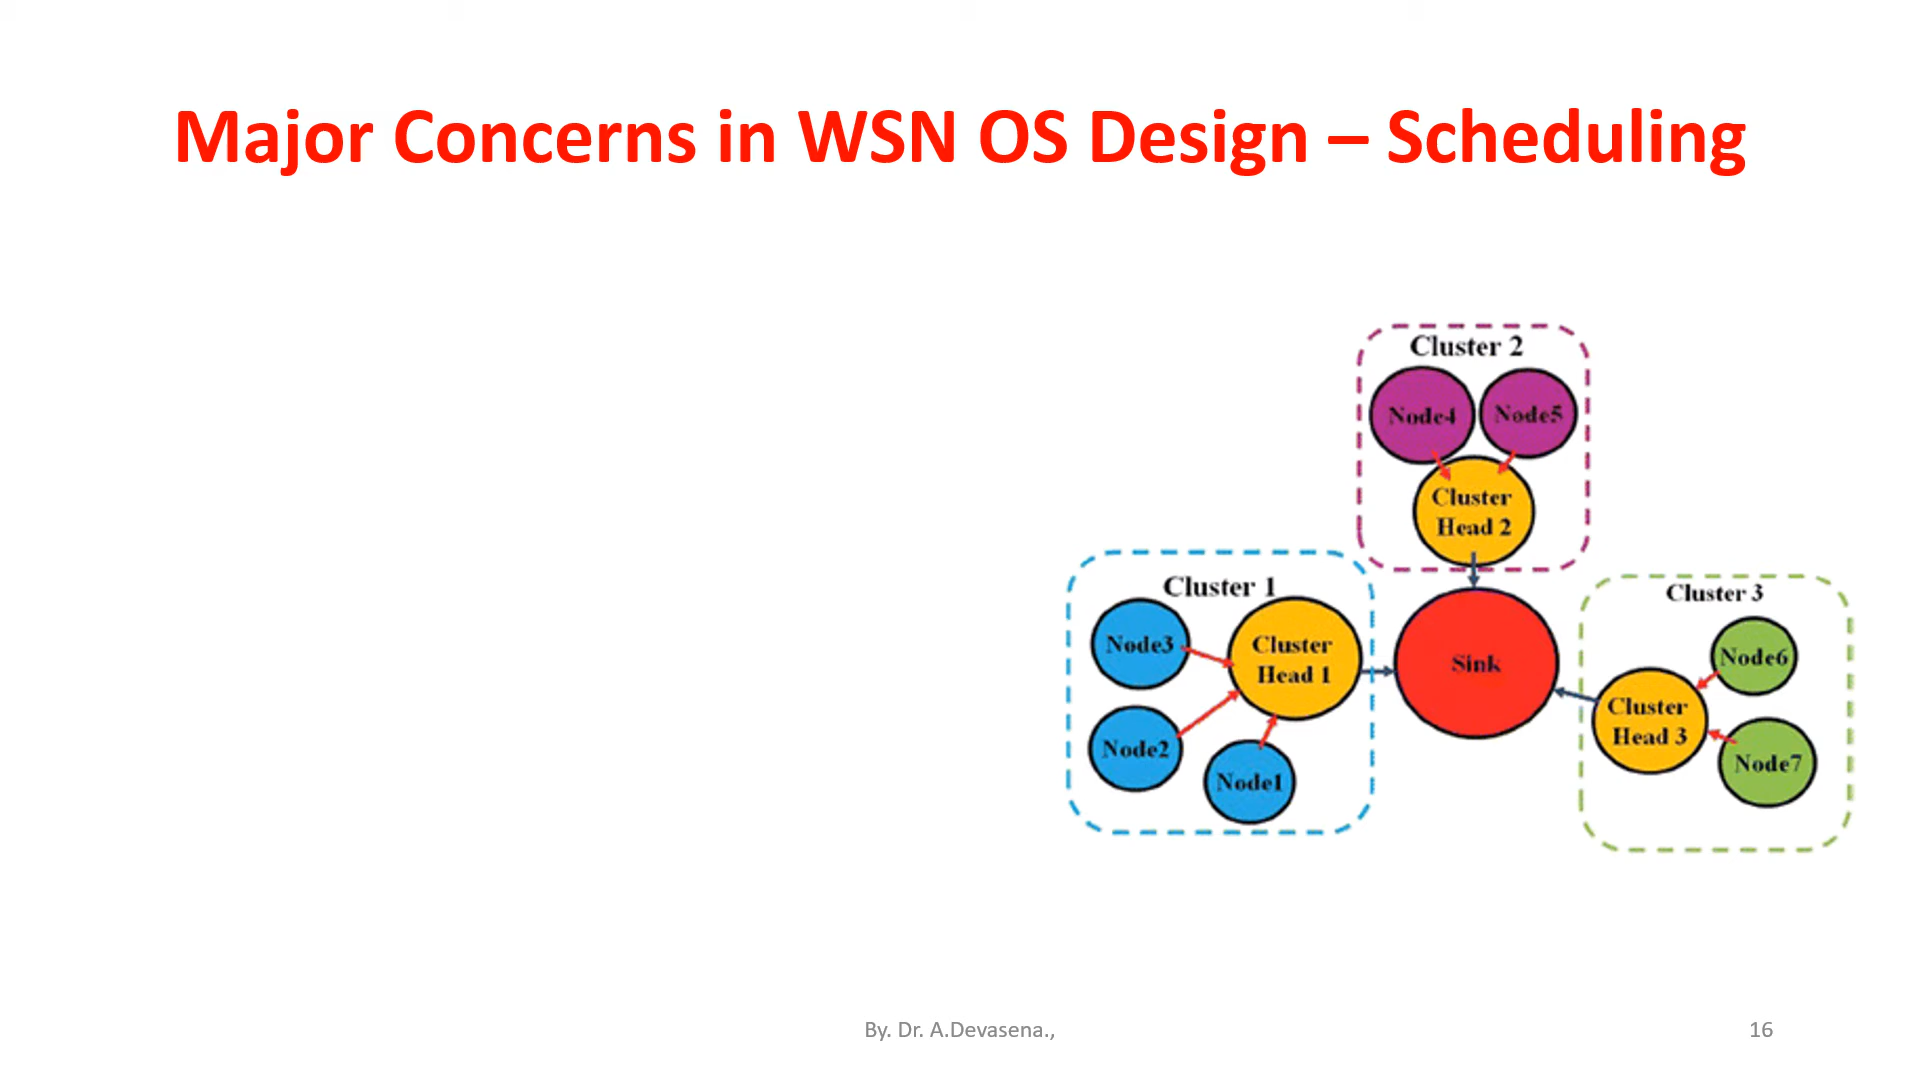 Major Concerns in WSN OS Design – Scheduling
Cluster 2
Node4
Node5
Cluster
Head 2
Cluster 1
Node3
Cluster
Head 1
Node2
Node1
Sink
Cluster 3
Node6
Cluster
Head 3
Node7
By. Dr. A.Devasena.,
16